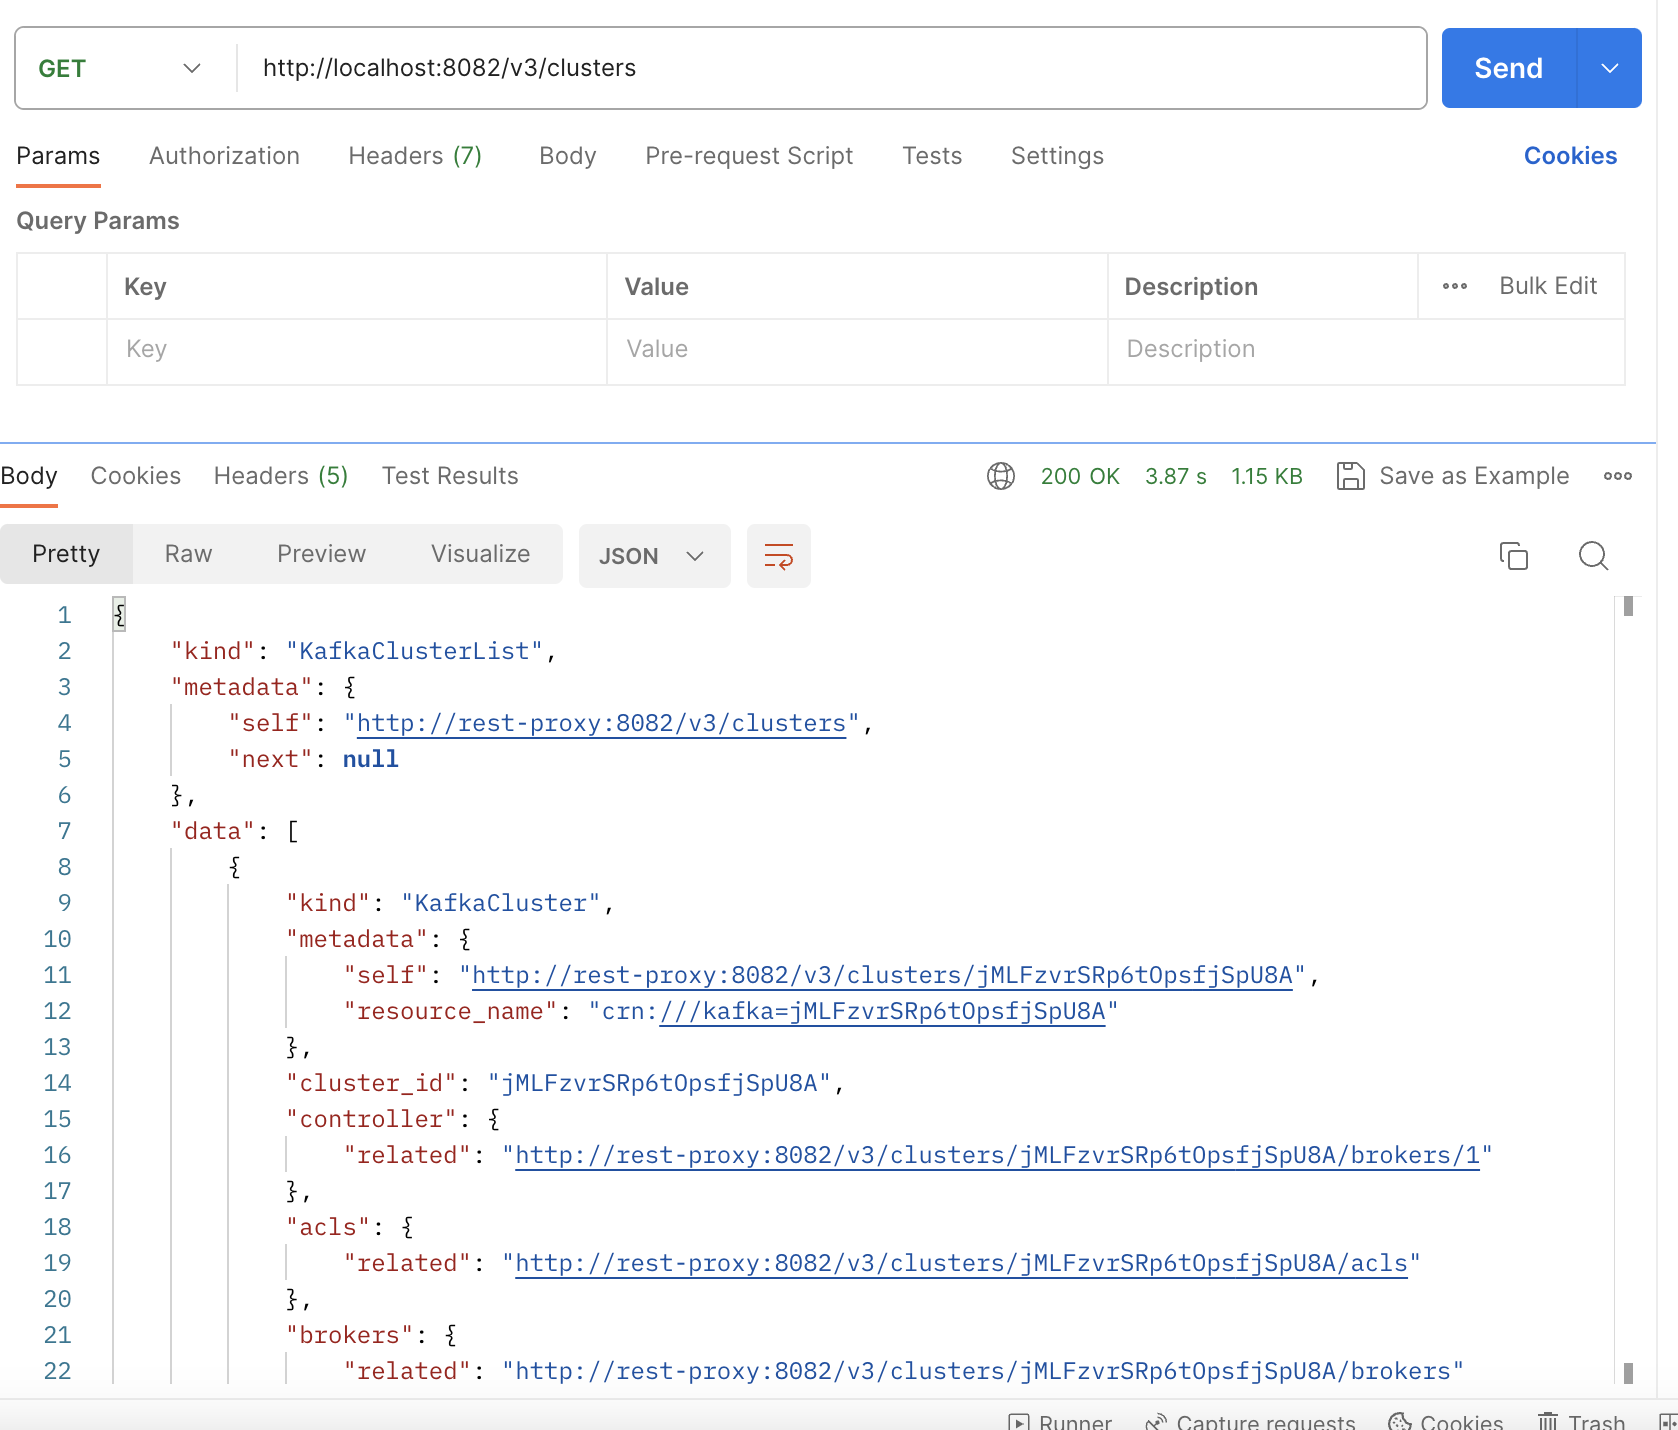 GET http://localhost:8082/v3/clusters Send
Params Authorization Headers (7) Body Pre-request Script Tests Settings Cookies
Query Params
Key Value Description ••• Bulk Edit
Key Value Description
Body Cookies Headers (5) Test Results 200 OK 3.87 s 1.15 KB Save as Example
Pretty Raw Preview Visualize JSON
1 {
2 "kind": "KafkaClusterList",
3 "metadata": {
4 "self": "http://rest-proxy:8082/v3/clusters",
5 "next": null
6 },
7 "data": [
8 {
9 "kind": "KafkaCluster",
10 "metadata": {
11 "self": "http://rest-proxy:8082/v3/clusters/jMLFzvrSRp6tOpsfjSpU8A",
12 "resource_name": "crn:///kafka=jMLFzvrSRp6tOpsfjSpU8A"
13 },
14 "cluster_id": "jMLFzvrSRp6tOpsfjSpU8A",
15 "controller": {
16 "related": "http://rest-proxy:8082/v3/clusters/jMLFzvrSRp6tOpsfjSpU8A/brokers/1"
17 },
18 "acls": {
19 "related": "http://rest-proxy:8082/v3/clusters/jMLFzvrSRp6tOpsfjSpU8A/acls"
20 },
21 "brokers": {
22 "related": "http://rest-proxy:8082/v3/clusters/jMLFzvrSRp6tOpsfjSpU8A/brokers"
Runner Capture requests Cookies Trash